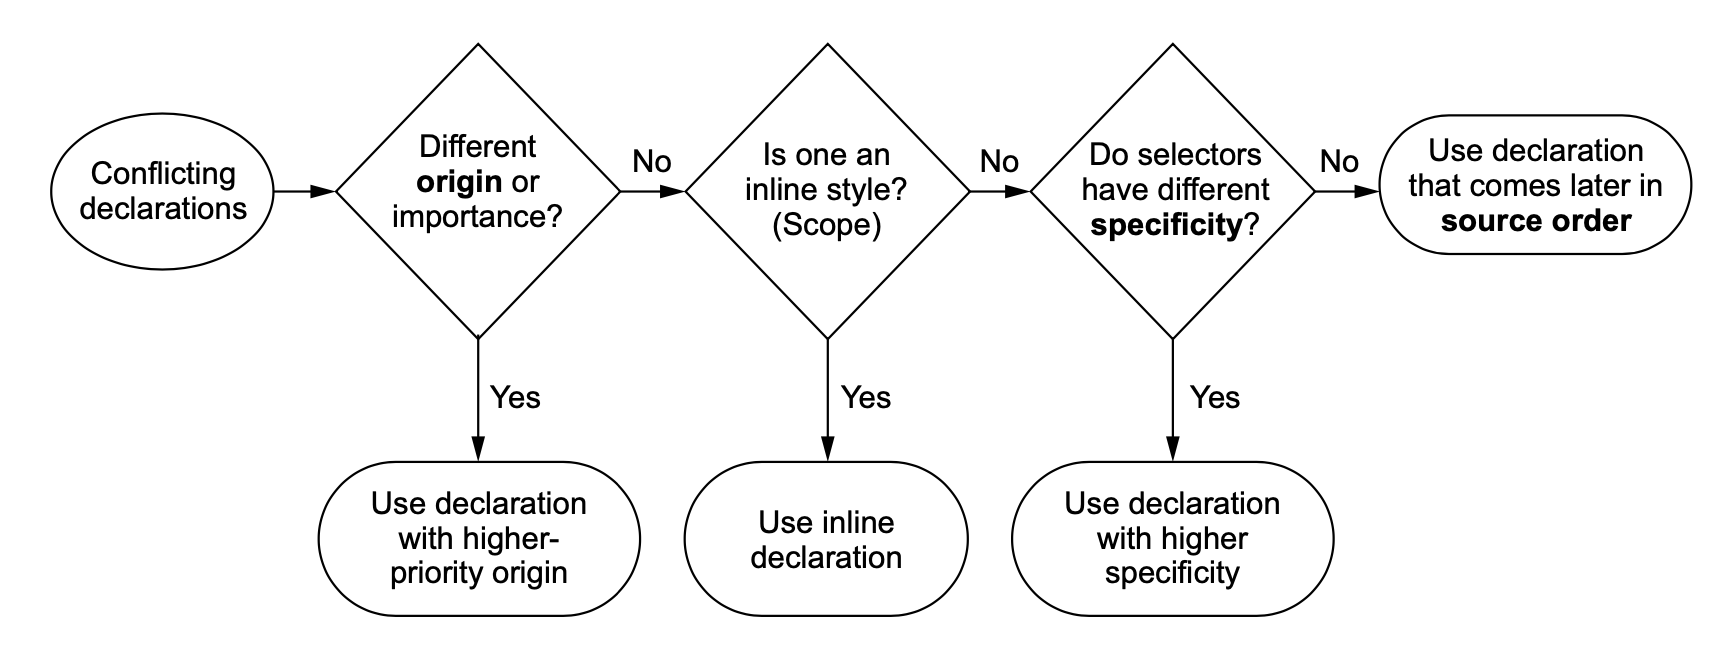 Conflicting
declarations
Different
origin or
importance?
No
Is one an
inline style?
(Scope)
No
Do selectors
have different
specificity?
No
Use declaration
that comes later in
source order
Yes
Yes
Yes
Use declaration
with higher-
priority origin
Use inline
declaration
Use declaration
with higher
specificity